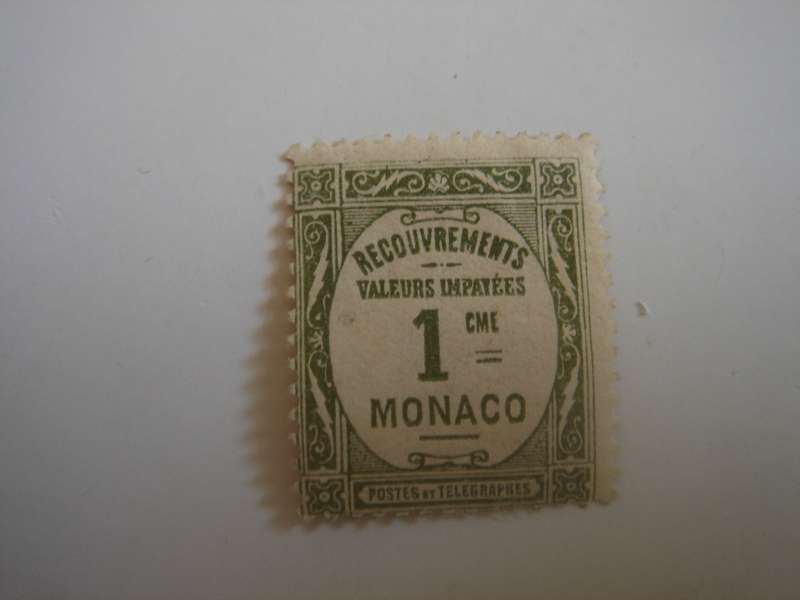 RECOUVREMENTS
VALEURS IMPAYÉES
1 CME
MONACO
POSTES ET TELEGRAPHES